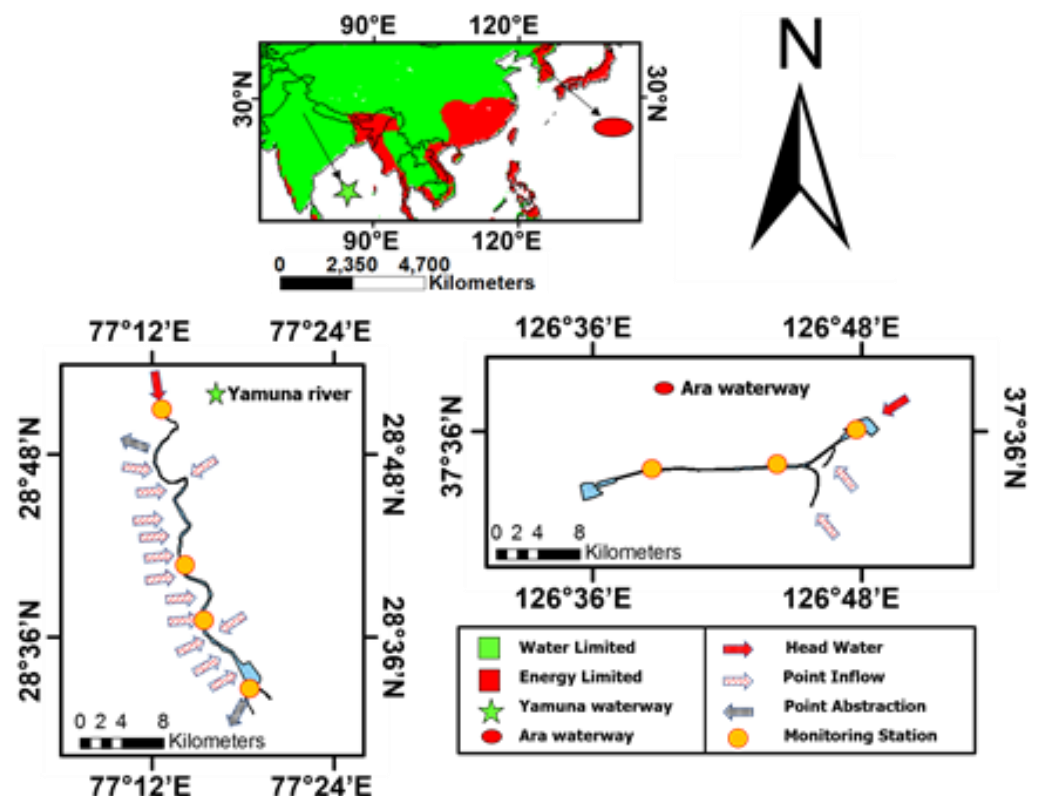 90°E 120°E
N
30°N
30°N
90°E 120°E
0 2,350 4,700
Kilometers
77°12'E 77°24'E
Yamuna river
28°48'N
28°48'N
28°36'N
28°36'N
0 2 4 8
Kilometers
77°12'E 77°24'E
126°36'E 126°48'E
Ara waterway
37°36'N
37°36'N
0 2 4 8
Kilometers
126°36'E 126°48'E
Water Limited
Energy Limited
Yamuna waterway
Ara waterway
Head Water
Point Inflow
Point Abstraction
Monitoring Station